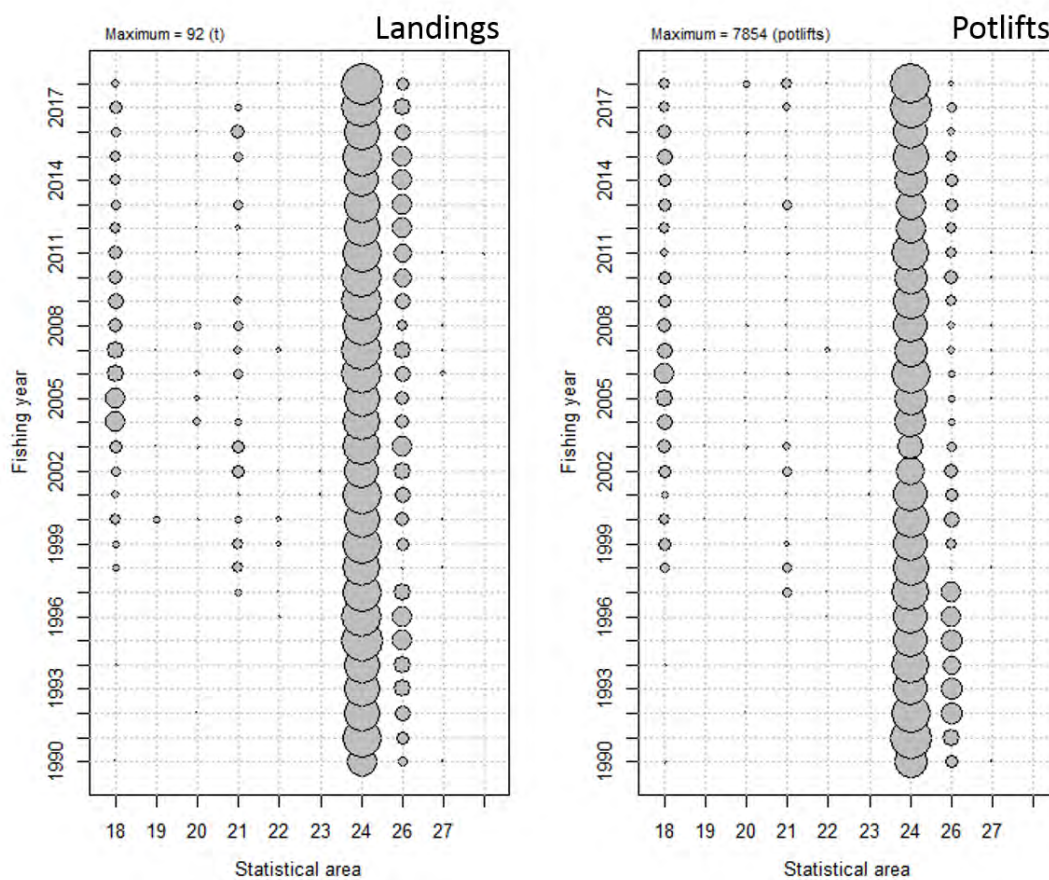 Maximum = 92 (t)
Landings
Fishing year
2017
2014
2011
2008
2005
2002
1999
1996
1993
1990
18 19 20 21 22 23 24 26 27
Statistical area
Maximum = 7854 (potlifts)
Potlifts
Fishing year
2017
2014
2011
2008
2005
2002
1999
1996
1993
1990
18 19 20 21 22 23 24 26 27
Statistical area